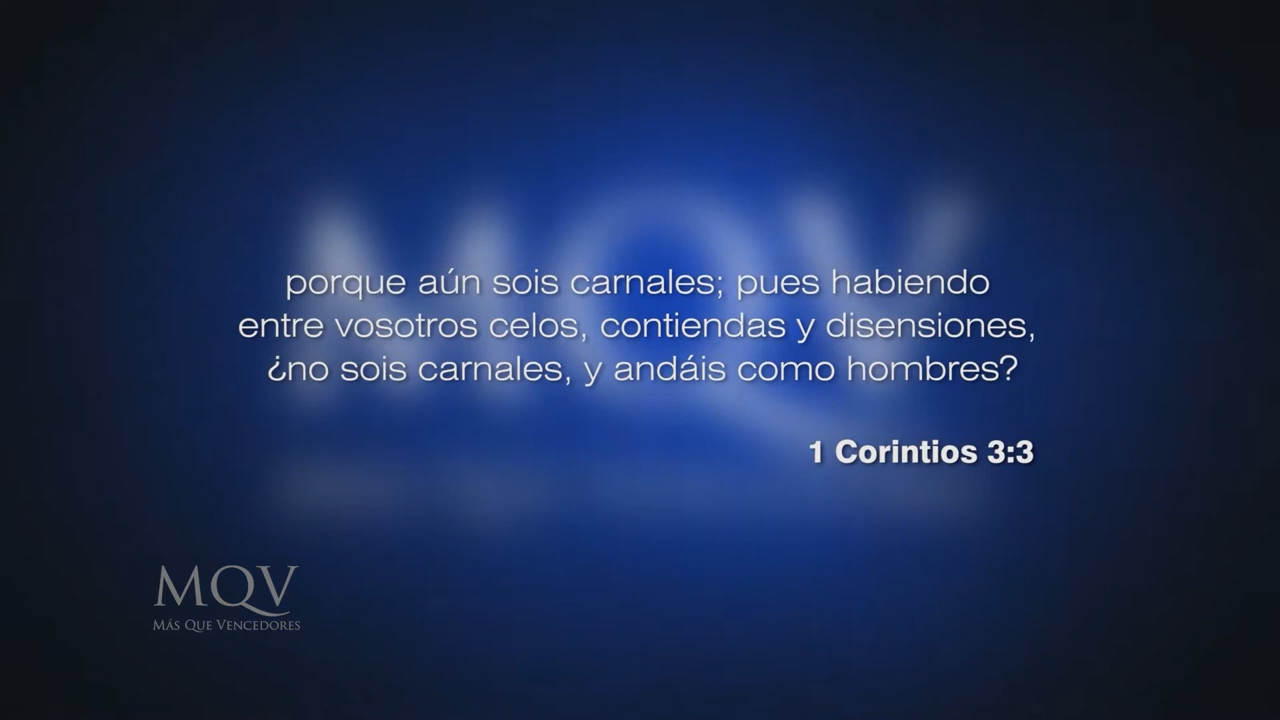 porque aún sois carnales; pues habiendo
entre vosotros celos, contiendas y disensiones,
¿no sois carnales, y andáis como hombres?
1 Corintios 3:3
MQV
MÁS QUE VENCEDORES